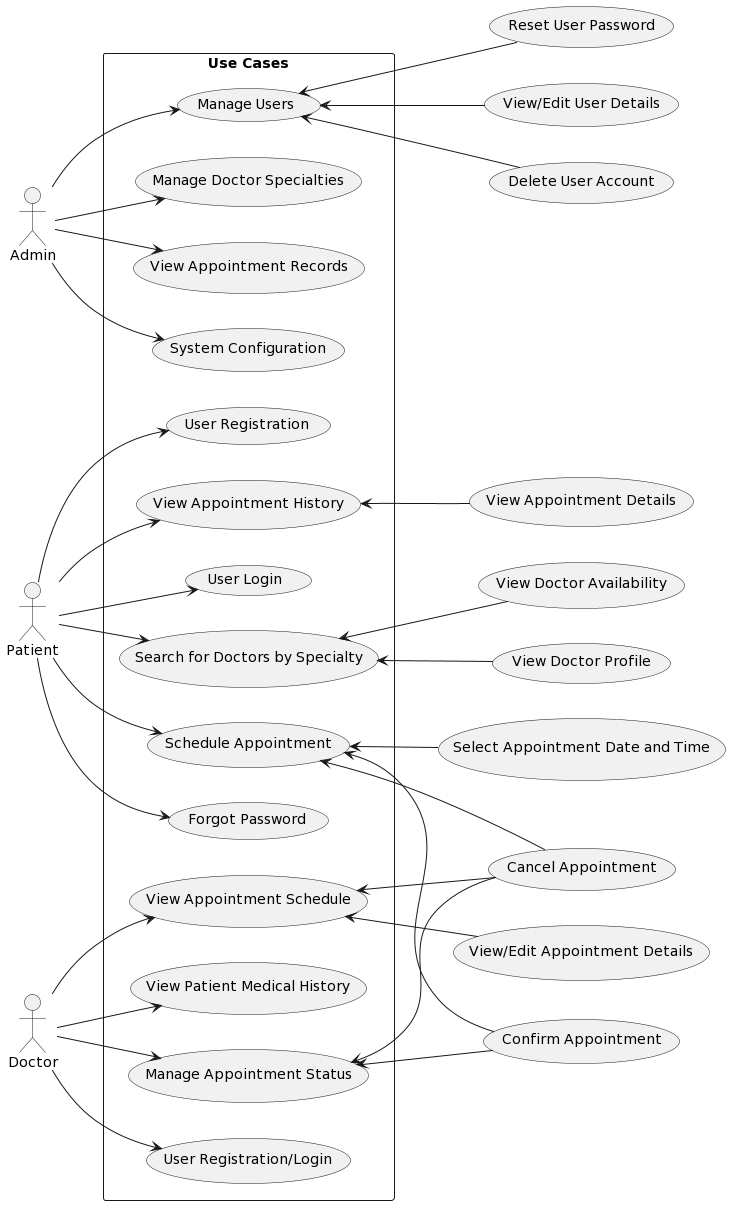 Reset User Password
Use Cases
Manage Users
View/Edit User Details
Manage Doctor Specialties
Delete User Account
Admin
View Appointment Records
System Configuration
User Registration
View Appointment History
View Appointment Details
User Login
View Doctor Availability
Patient
Search for Doctors by Specialty
View Doctor Profile
Schedule Appointment
Select Appointment Date and Time
Forgot Password
Cancel Appointment
View Appointment Schedule
View/Edit Appointment Details
View Patient Medical History
Doctor
Confirm Appointment
Manage Appointment Status
User Registration/Login